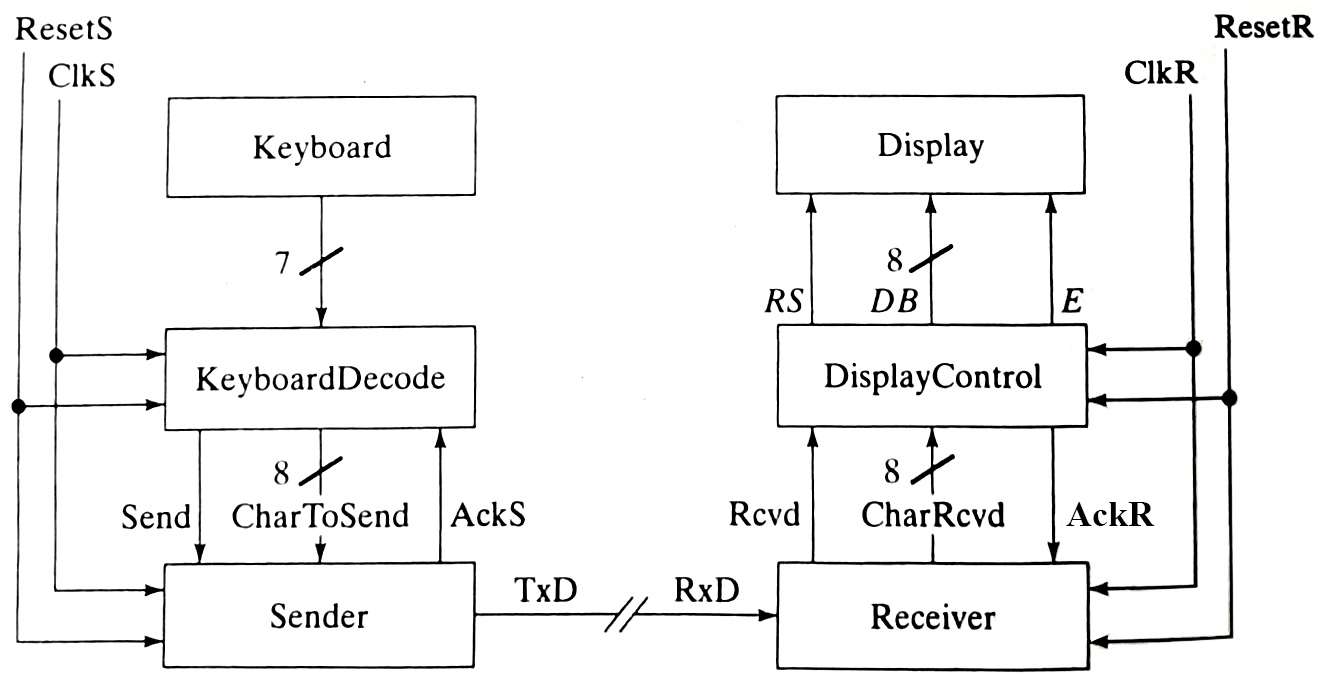 ResetS
ResetR
ClkS
ClkR
Keyboard
Display
7
8
RS
DB
E
KeyboardDecode
DisplayControl
8
8
Send
CharToSend
AckS
Rcvd
CharRcvd
AckR
TxD
RxD
Sender
Receiver